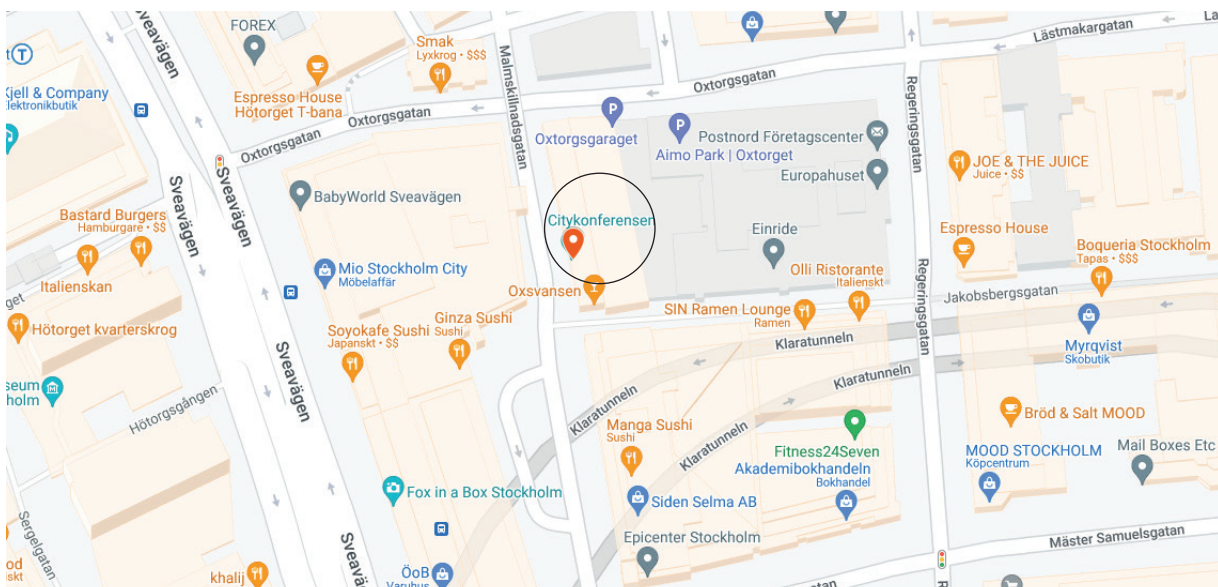 FOREX
Sveavägen
Malmskillnadsgatan
Smak
Lyxkrog • $$$
Lästmakargatan
Oxtorgsgatan
Regeringsgatan
T
Kjell & Company
Elektronikbutik
Espresso House
Hötorget T-bana
Oxtorgsgatan
Oxtorgsgatan
P
Oxtorgsgaraget
P
Aimo Park | Oxtorget
Postnord Företagscenter
JOE & THE JUICE
Juice • $$
Sveavägen
Sveavägen
BabyWorld Sveavägen
Europahuset
Bastard Burgers
Hamburgare • $$
Citykonferensen
Einride
Espresso House
Boqueria Stockholm
Tapas • $$$
Italienskan
Mio Stockholm City
Möbelaffär
Oxsvansen
Olli Ristorante
Italienskt
Regeringsgatan
Jakobsbergsgatan
SIN Ramen Lounge
Ramen
Hötorget kvarterskrog
Soyokafe Sushi
Japanskt • $$
Ginza Sushi
Sushi
Klaratunneln
Myrqvist
Skobutik
Sveavägen
Klaratunneln
Klaratunneln
Hötorgsgången
Manga Sushi
Sushi
Klaratunneln
Bröd & Salt MOOD
Fitness24Seven
Akademibokhandeln
Bokhandel
MOOD STOCKHOLM
Köpcentrum
Mail Boxes Etc
Fox in a Box Stockholm
Siden Selma AB
Sveavägen
Sergelgatan
Epicenter Stockholm
Mäster Samuelsgatan
khalij
ÖoB
Varuhus